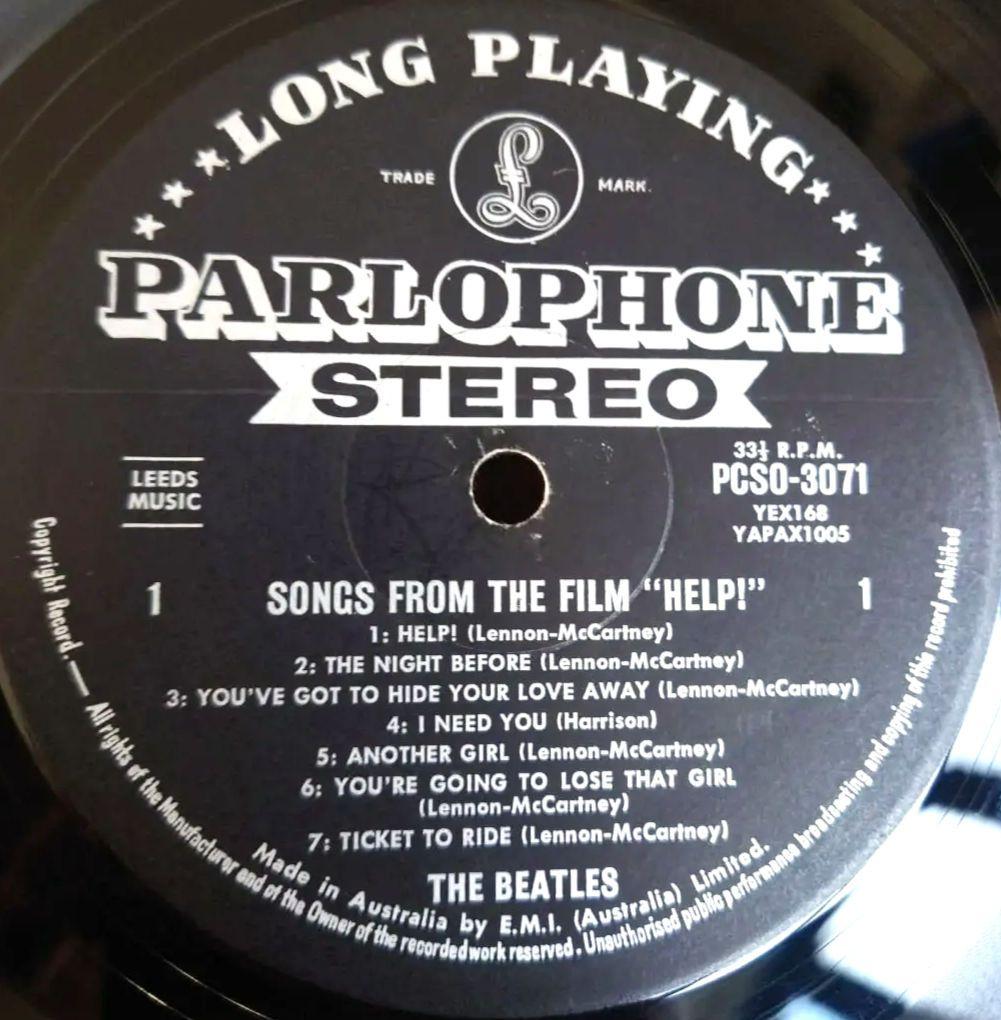 LONG PLAYING
TRADE £ MARK.
PARLOPHONE
STEREO
LEEDS
MUSIC
33⅓ R.P.M.
PCSO-3071
YEX168
YAPAX1005
1 SONGS FROM THE FILM “HELP!” 1
1: HELP! (Lennon-McCartney)
2: THE NIGHT BEFORE (Lennon-McCartney)
3: YOU'VE GOT TO HIDE YOUR LOVE AWAY (Lennon-McCartney)
4: I NEED YOU (Harrison)
5: ANOTHER GIRL (Lennon-McCartney)
6: YOU'RE GOING TO LOSE THAT GIRL
(Lennon-McCartney)
7: TICKET TO RIDE (Lennon-McCartney)
THE BEATLES
Made in Australia by E.M.I. (Australia) Limited.
Copyright Record.— All rights of the Manufacturer and of the Owner of the recorded work reserved. Unauthorised public performance broadcasting and copying of this record prohibited